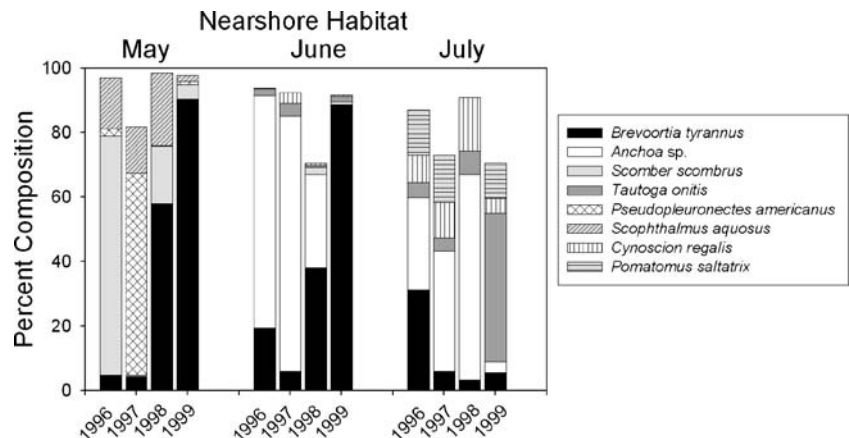 Nearshore Habitat
May June July
Percent Composition
100
80
60
40
20
0
1996 1997 1998 1999 1996 1997 1998 1999 1996 1997 1998 1999
Brevoortia tyrannus
Anchoa sp.
Scomber scombrus
Tautoga onitis
Pseudopleuronectes americanus
Scophthalmus aquosus
Cynoscion regalis
Pomatomus saltatrix